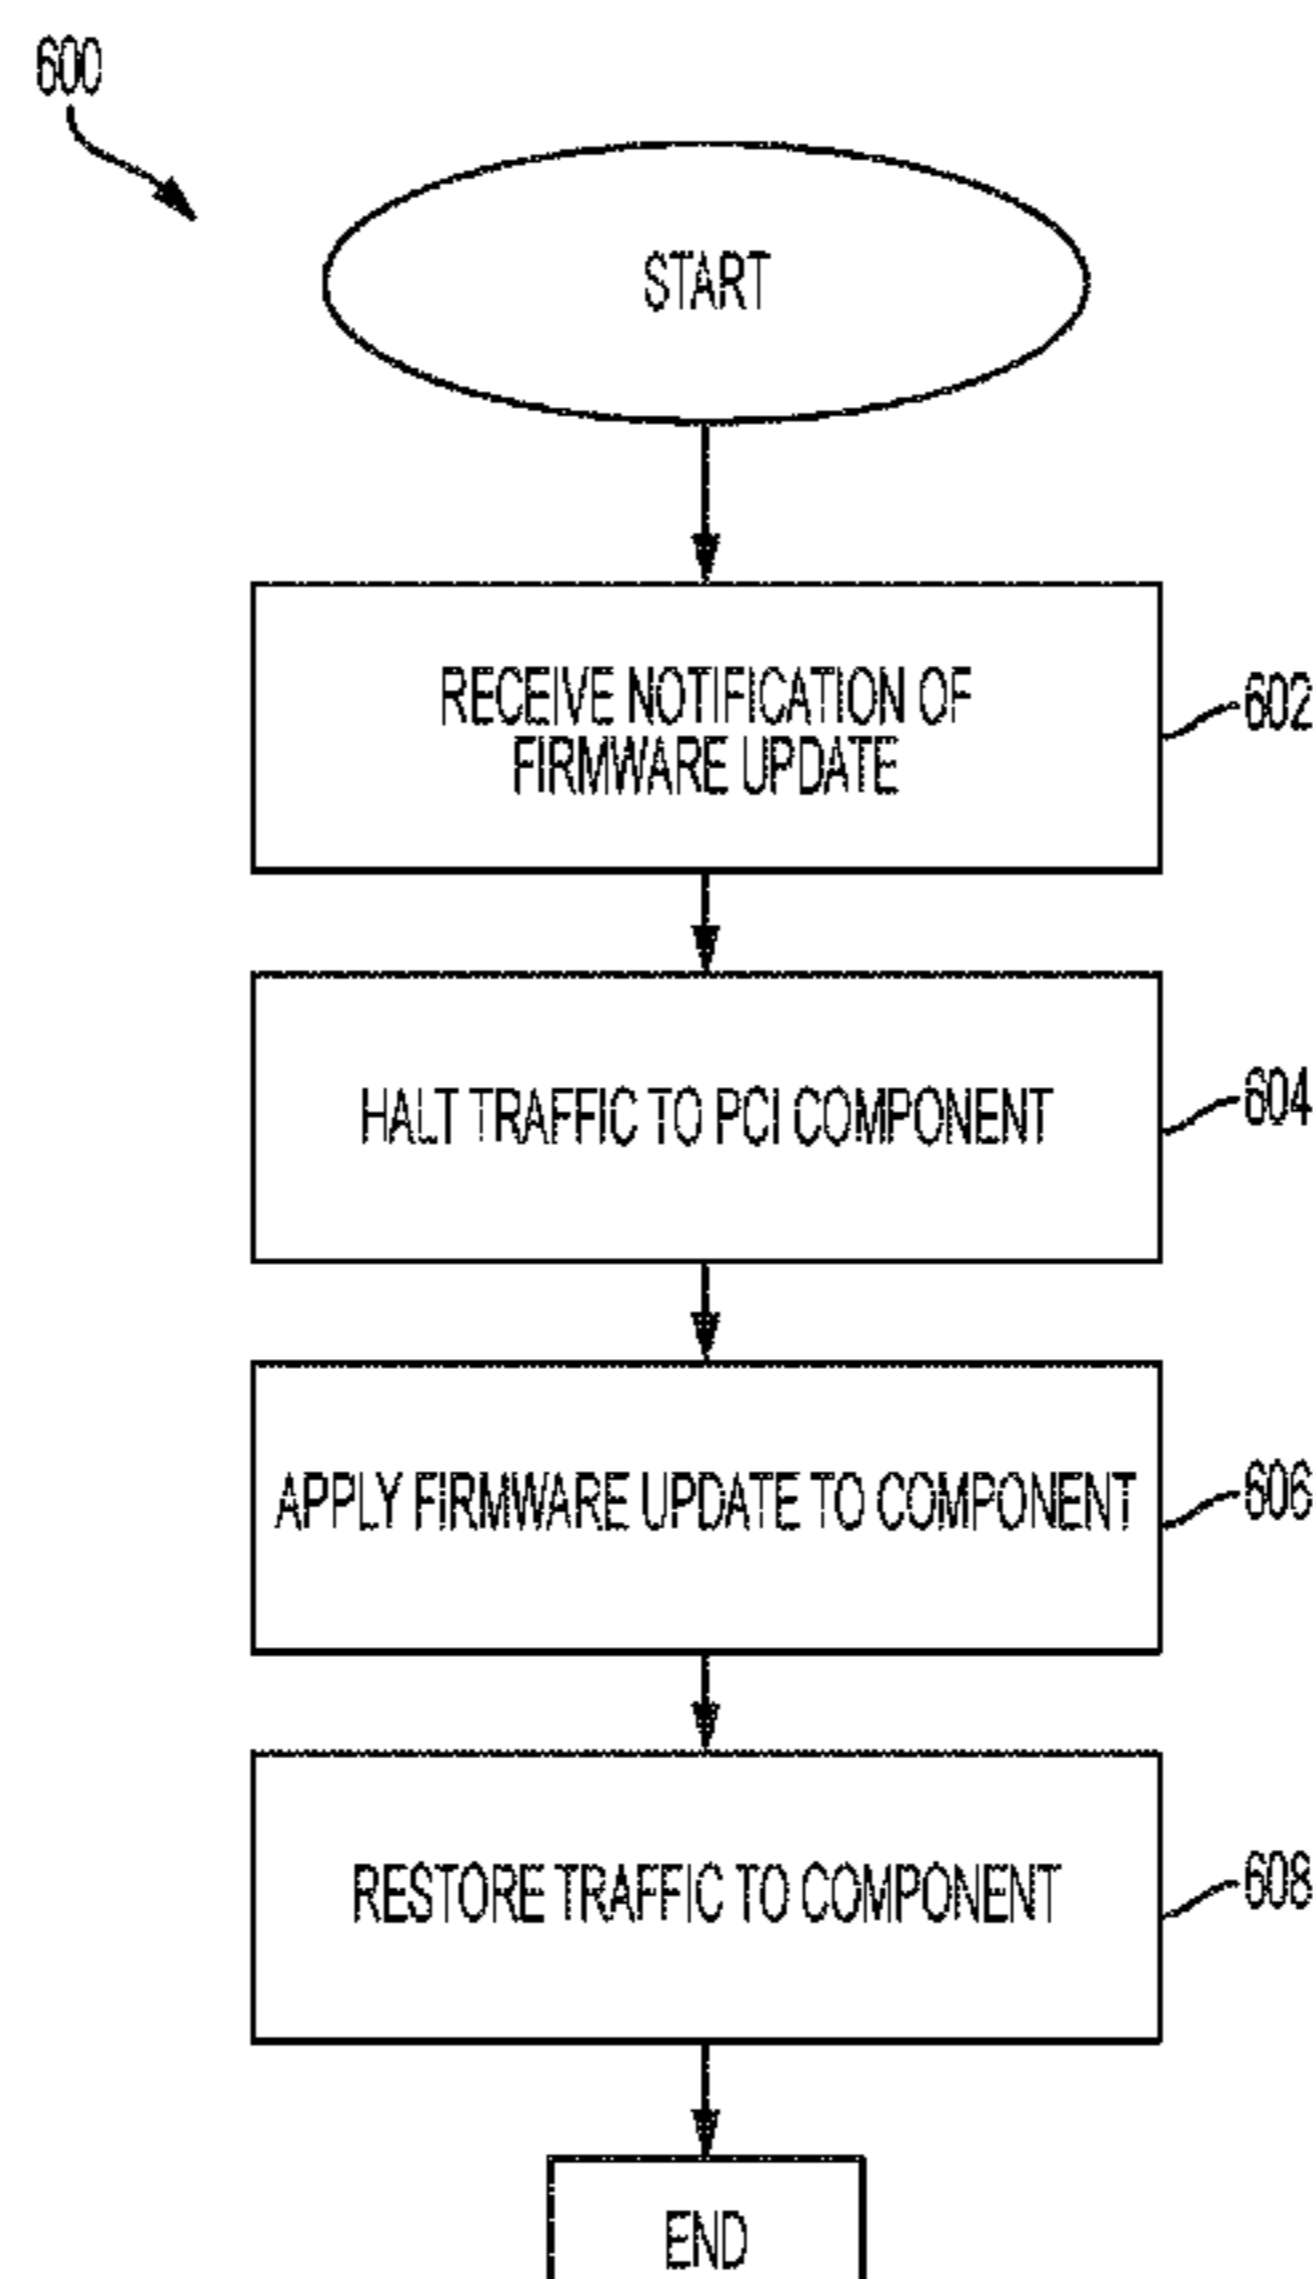 600
START
RECEIVE NOTIFICATION OF
FIRMWARE UPDATE
602
HALT TRAFFIC TO PCI COMPONENT
604
APPLY FIRMWARE UPDATE TO COMPONENT
606
RESTORE TRAFFIC TO COMPONENT
608
END